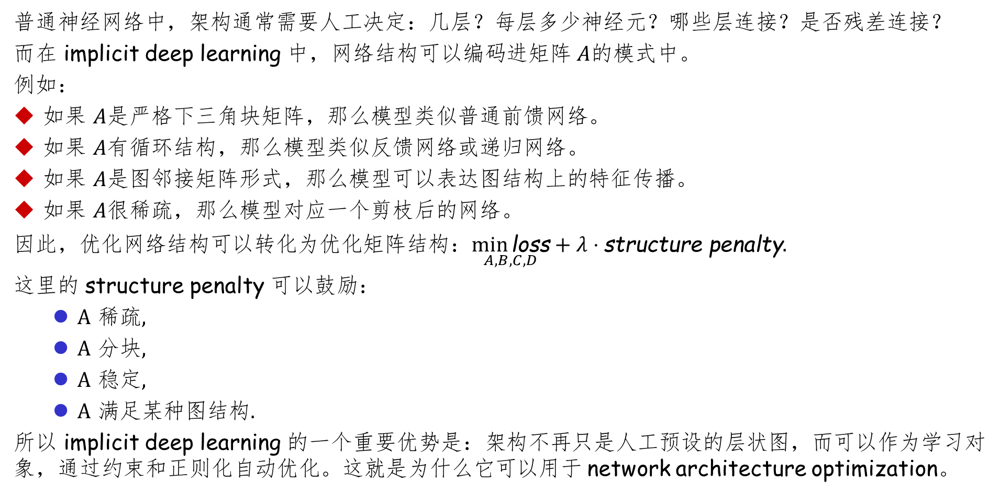 普通神经网络中，架构通常需要人工决定：几层？每层多少神经元？哪些层连接？是否残差连接？
而在 implicit deep learning 中，网络结构可以编码进矩阵 A的模式中。
例如：
◆ 如果 A是严格下三角块矩阵，那么模型类似普通前馈网络。
◆ 如果 A有循环结构，那么模型类似反馈网络或递归网络。
◆ 如果 A是图邻接矩阵形式，那么模型可以表达图结构上的特征传播。
◆ 如果 A很稀疏，那么模型对应一个剪枝后的网络。
因此，优化网络结构可以转化为优化矩阵结构：min loss + λ · structure penalty.
A,B,C,D
这里的 structure penalty 可以鼓励：
● A 稀疏,
● A 分块,
● A 稳定,
● A 满足某种图结构.
所以 implicit deep learning 的一个重要优势是：架构不再只是人工预设的层状图，而可以作为学习对
象，通过约束和正则化自动优化。这就是为什么它可以用于 network architecture optimization。